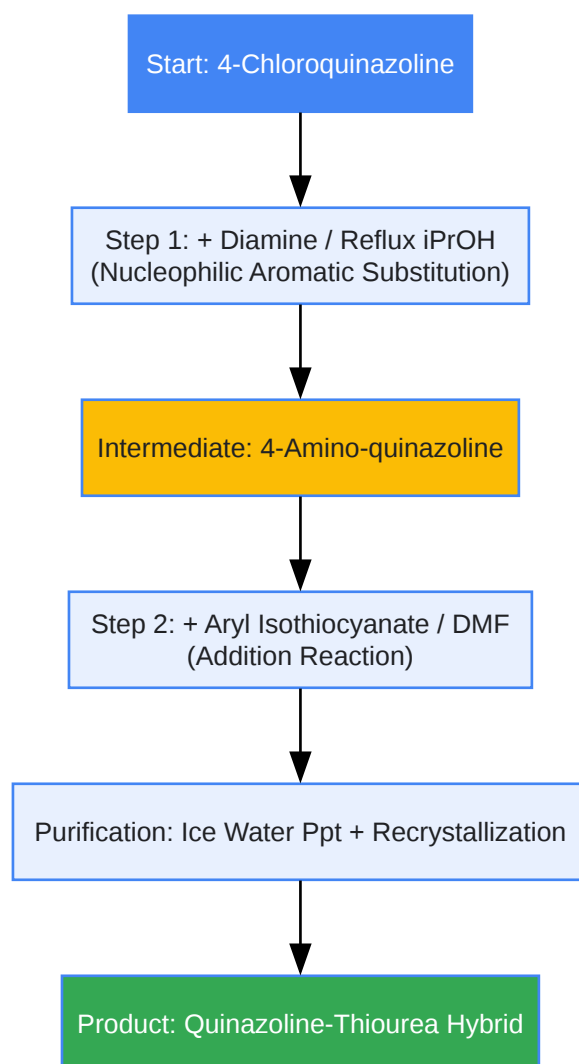 Start: 4-Chloroquinazoline
Step 1: + Diamine / Reflux iPrOH
(Nucleophilic Aromatic Substitution)
Intermediate: 4-Amino-quinazoline
Step 2: + Aryl Isothiocyanate / DMF
(Addition Reaction)
Purification: Ice Water Ppt + Recrystallization
Product: Quinazoline-Thiourea Hybrid